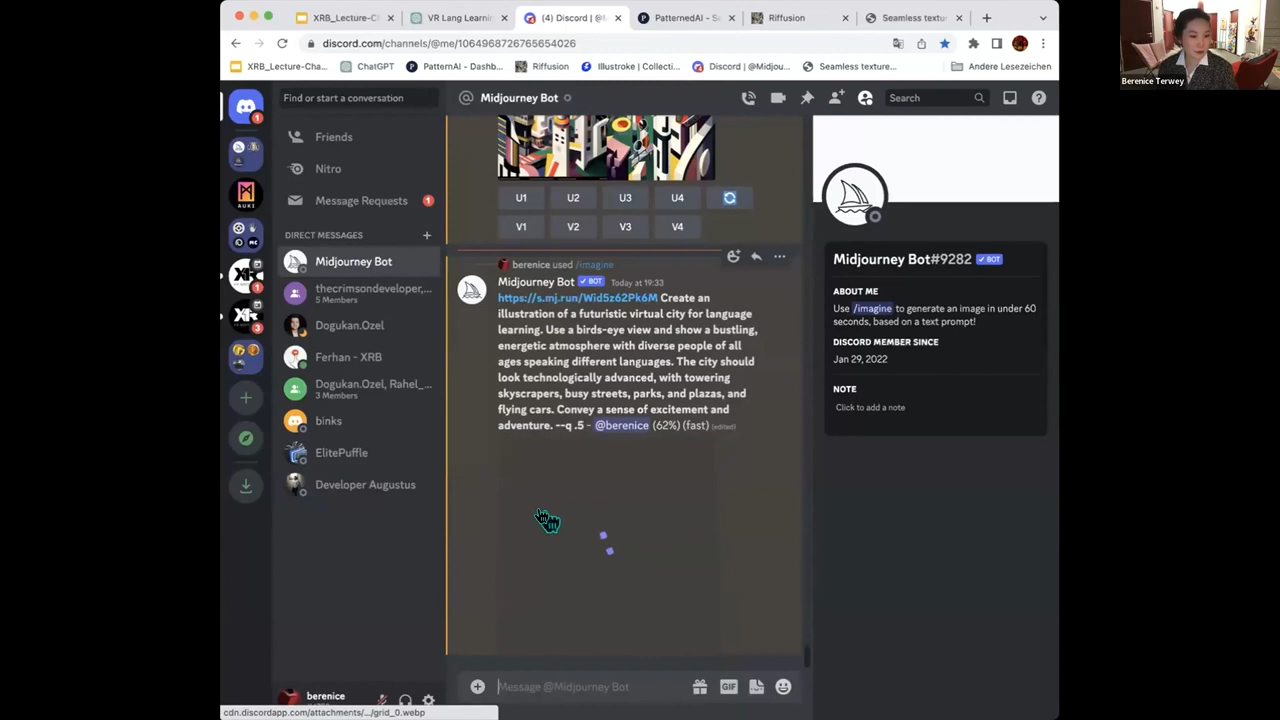 XRB_Lecture-C
VR Lang Learni
(4) Discord | @M
PatternedAI - S
Riffusion
Seamless textur
discord.com/channels/@me/1064968726765654026
XRB_Lecture-Cha...
ChatGPT
PatternAI - Dashb...
Riffusion
Illustroke | Collecti...
Discord | @Midjou...
Seamless texture...
Andere Lesezeichen
Berenice Terwey
Find or start a conversation
Friends
Nitro
Message Requests
1
DIRECT MESSAGES
Midjourney Bot
thecrimsondeveloper,...
5 Members
Dogukan.Ozel
Ferhan - XRB
Dogukan.Ozel, Rahel_...
3 Members
binks
ElitePuffle
Developer Augustus
berenice
1
AUKI
1
3
Midjourney Bot
Search
U1
U2
U3
U4
V1
V2
V3
V4
berenice used /imagine
Midjourney Bot BOT Today at 19:33
https://s.mj.run/Wid5z62Pk6M Create an
illustration of a futuristic virtual city for language
learning. Use a birds-eye view and show a bustling,
energetic atmosphere with diverse people of all
ages speaking different languages. The city should
look technologically advanced, with towering
skyscrapers, busy streets, parks, and plazas, and
flying cars. Convey a sense of excitement and
adventure. --q .5 - @berenice (62%) (fast) (edited)
Message @Midjourney Bot
GIF
Midjourney Bot#9282 BOT
ABOUT ME
Use /imagine to generate an image in under 60
seconds, based on a text prompt!
DISCORD MEMBER SINCE
Jan 29, 2022
NOTE
Click to add a note
cdn.discordapp.com/attachments/.../grid_0.webp